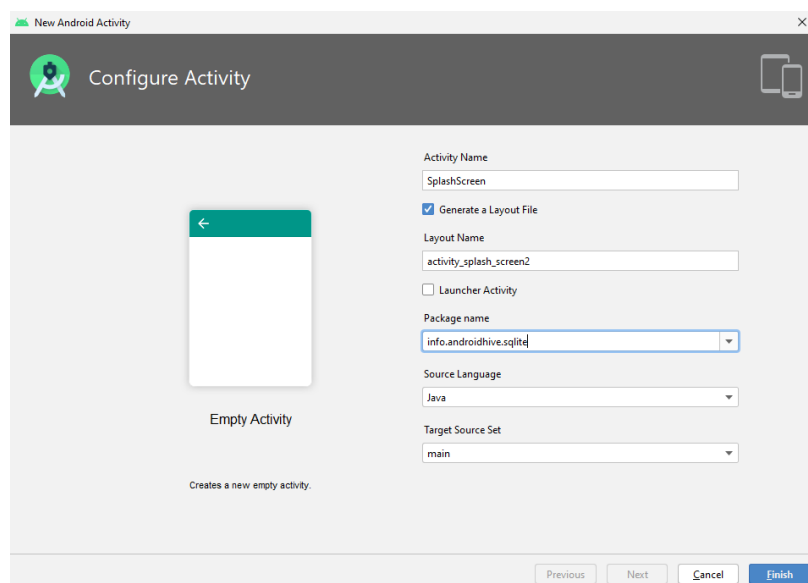 New Android Activity
Configure Activity
Activity Name
SplashScreen
Generate a Layout File
Layout Name
activity_splash_screen2
Launcher Activity
Package name
info.androidhive.sqlite
Source Language
Java
Target Source Set
main
Empty Activity
Creates a new empty activity.
Previous Next Cancel Finish